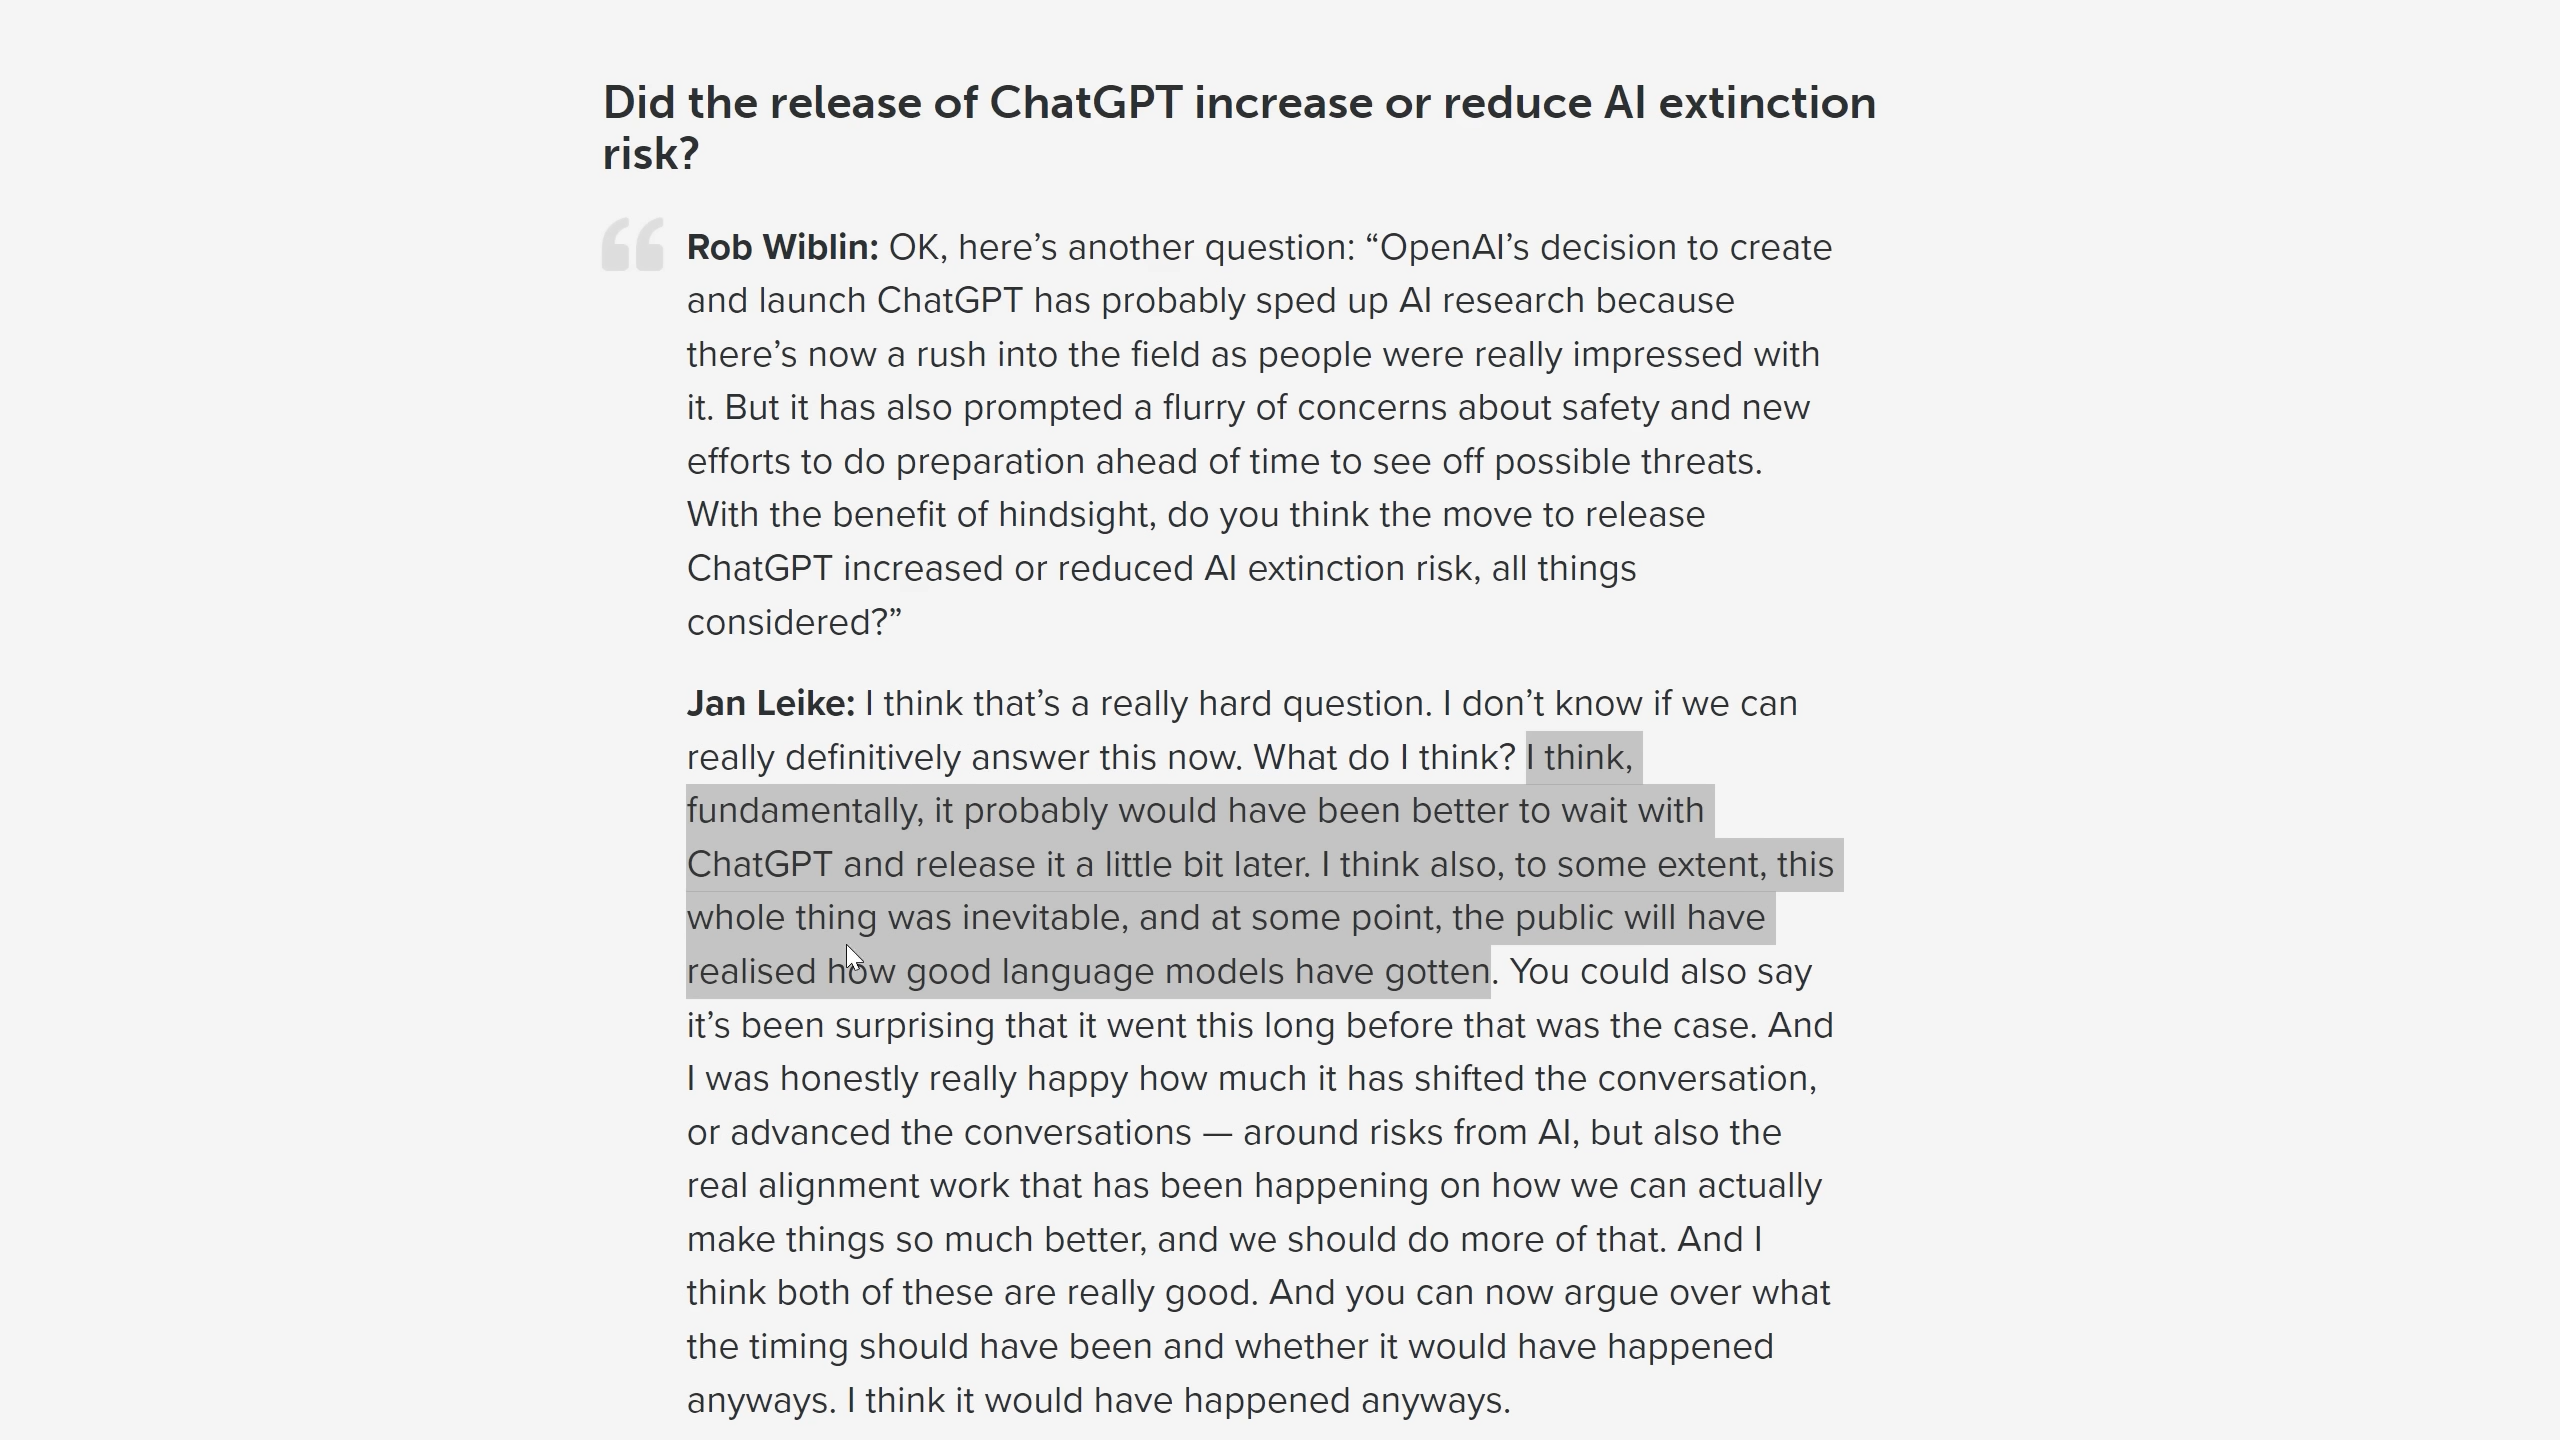 Did the release of ChatGPT increase or reduce AI extinction
risk?
Rob Wiblin: OK, here’s another question: “OpenAI’s decision to create
and launch ChatGPT has probably sped up AI research because
there’s now a rush into the field as people were really impressed with
it. But it has also prompted a flurry of concerns about safety and new
efforts to do preparation ahead of time to see off possible threats.
With the benefit of hindsight, do you think the move to release
ChatGPT increased or reduced AI extinction risk, all things
considered?”
Jan Leike: I think that’s a really hard question. I don’t know if we can
really definitively answer this now. What do I think? I think,
fundamentally, it probably would have been better to wait with
ChatGPT and release it a little bit later. I think also, to some extent, this
whole thing was inevitable, and at some point, the public will have
realised how good language models have gotten. You could also say
it’s been surprising that it went this long before that was the case. And
I was honestly really happy how much it has shifted the conversation,
or advanced the conversations — around risks from AI, but also the
real alignment work that has been happening on how we can actually
make things so much better, and we should do more of that. And I
think both of these are really good. And you can now argue over what
the timing should have been and whether it would have happened
anyways. I think it would have happened anyways.